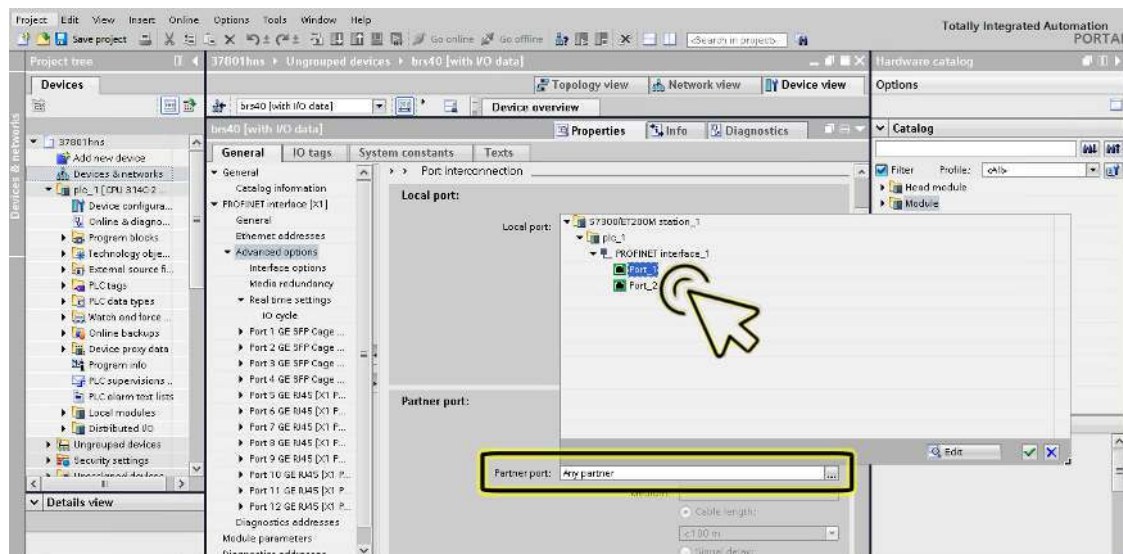 Project Edit View Insert Online Options Tools Window Help
Totally Integrated Automation
PORTAL
Save project
Go online
Go offline
<Search in project>
Project tree
37801hns
Ungrouped devices
brs40 [with I/O data]
Hardware catalog
Devices
Topology view
Network view
Device view
Options
brs40 [with I/O data]
Device overview
Devices & networks
brs40 [with I/O data]
Properties
Info
Diagnostics
Catalog
General
IO tags
System constants
Texts
Filter
Profile:
<All>
Head module
Module
37801hns
Add new device
Devices & networks
plc_1 [CPU 314C-2 ...
Device configura...
Online & diagno...
Program blocks
Technology obje...
External source fi...
PLC tags
PLC data types
Watch and force ...
Online backups
Device proxy data
Program info
PLC supervisions ..
PLC alarm text lists
Local modules
Distributed I/O
Ungrouped devices
Security settings
Details view
General
Catalog information
PROFINET interface [X1]
General
Ethernet addresses
Advanced options
Interface options
Media redundancy
Real time settings
IO cycle
Port 1 GE SFP Cage ...
Port 2 GE SFP Cage ...
Port 3 GE SFP Cage ...
Port 4 GE SFP Cage ...
Port 5 GE RJ45 [X1 P...
Port 6 GE RJ45 [X1 P...
Port 7 GE RJ45 [X1 P...
Port 8 GE RJ45 [X1 P...
Port 9 GE RJ45 [X1 P...
Port 10 GE RJ45 [X1 P...
Port 11 GE RJ45 [X1 P...
Port 12 GE RJ45 [X1 P...
Diagnostics addresses
Module parameters
Port interconnection
Local port:
Local port:
S7300/ET200M station_1
plc_1
PROFINET interface_1
Port_1
Port_2
Edit
Partner port:
Partner port:
Any partner
...
Cable length:
<100 m
Signal delay: